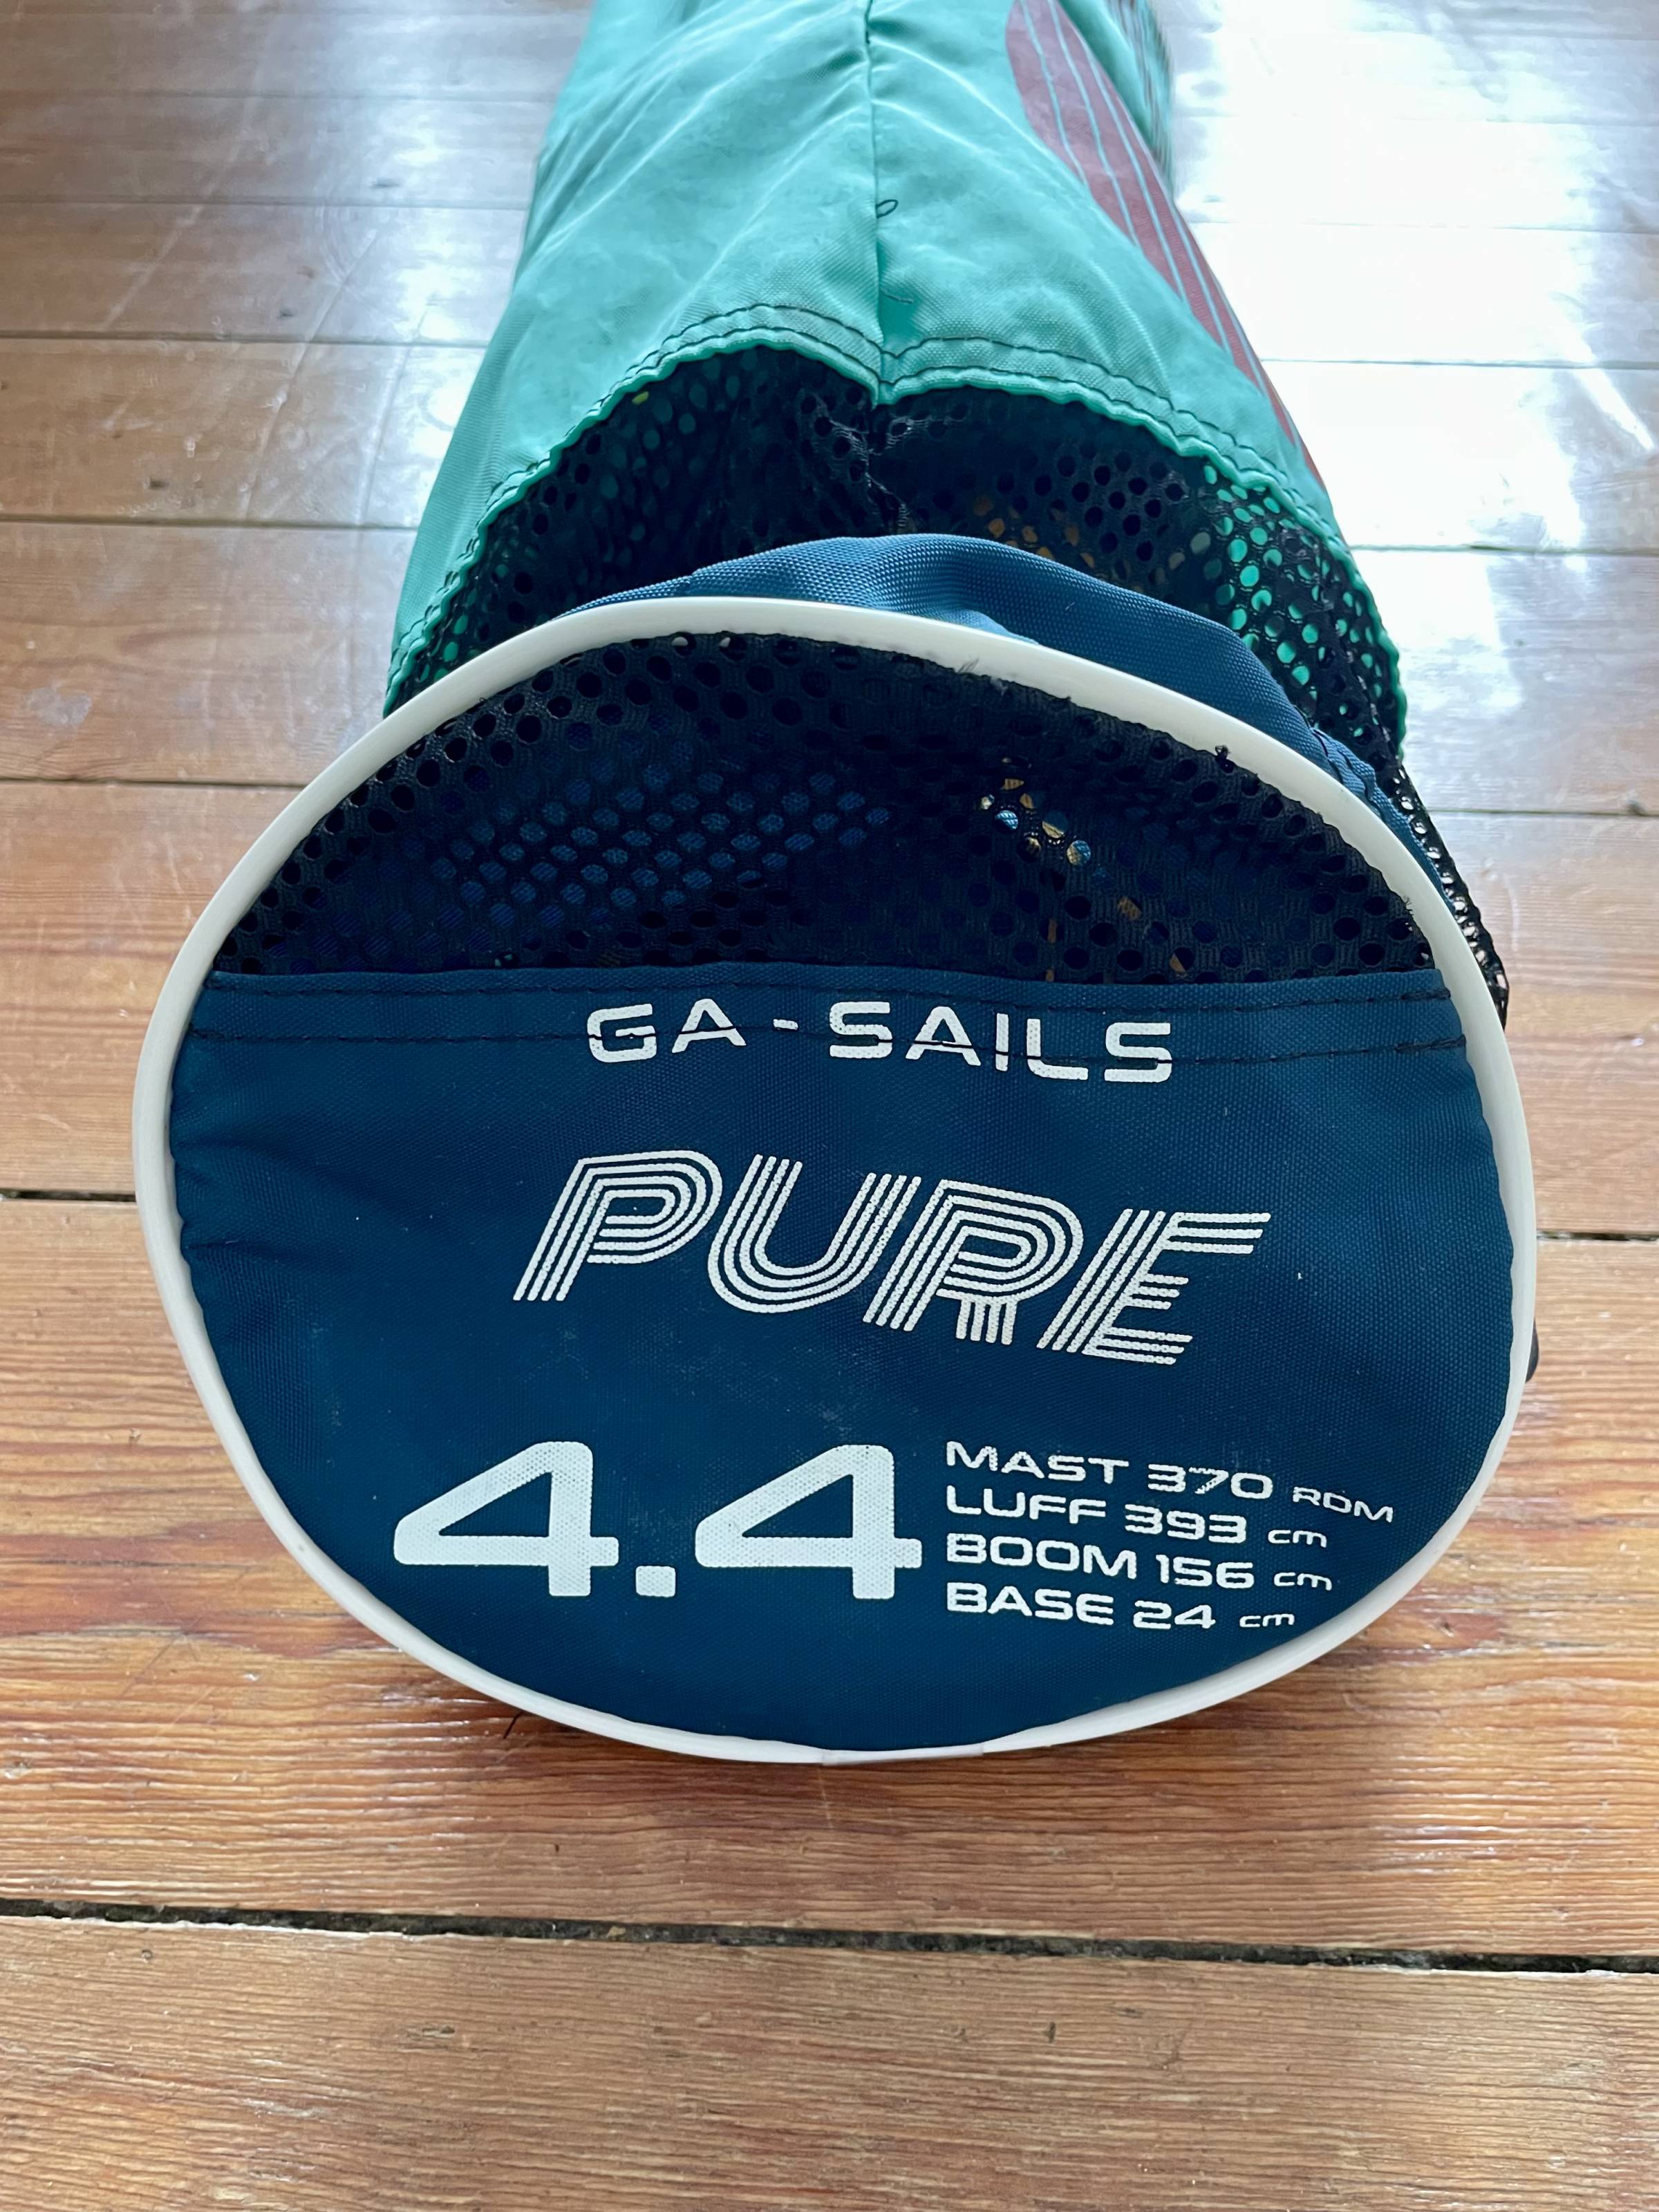 GA-SAILS
PURE
4.4
MAST 370 RDM
LUFF 393 cm
BOOM 156 cm
BASE 24 cm